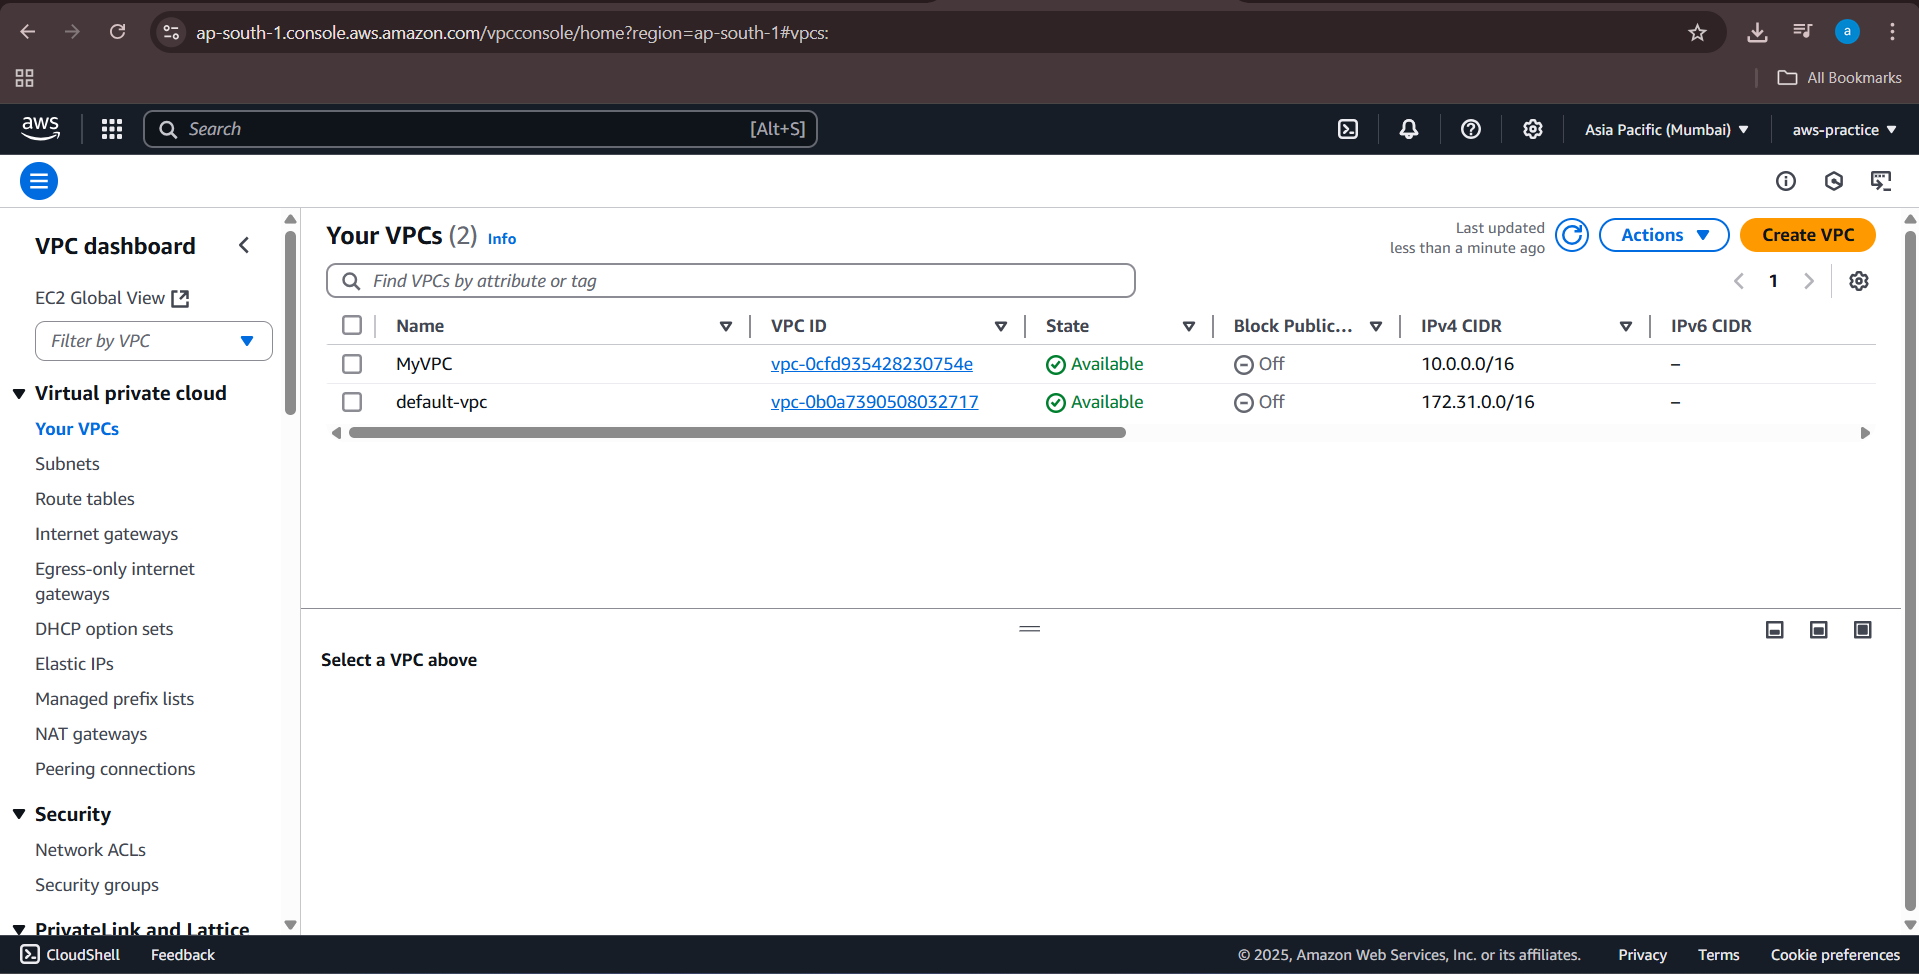 ap-south-1.console.aws.amazon.com/vpcconsole/home?region=ap-south-1#vpcs:
a
All Bookmarks
aws
Search
[Alt+S]
Asia Pacific (Mumbai)
aws-practice
VPC dashboard
EC2 Global View
Filter by VPC
Virtual private cloud
Your VPCs
Subnets
Route tables
Internet gateways
Egress-only internet
gateways
DHCP option sets
Elastic IPs
Managed prefix lists
NAT gateways
Peering connections
Security
Network ACLs
Security groups
PrivateLink and Lattice
Your VPCs (2) Info
Last updated
less than a minute ago
Actions
Create VPC
Find VPCs by attribute or tag
1
Name VPC ID State Block Public... IPv4 CIDR IPv6 CIDR
MyVPC vpc-0cfd935428230754e Available Off 10.0.0.0/16 –
default-vpc vpc-0b0a7390508032717 Available Off 172.31.0.0/16 –
Select a VPC above
CloudShell Feedback © 2025, Amazon Web Services, Inc. or its affiliates. Privacy Terms Cookie preferences